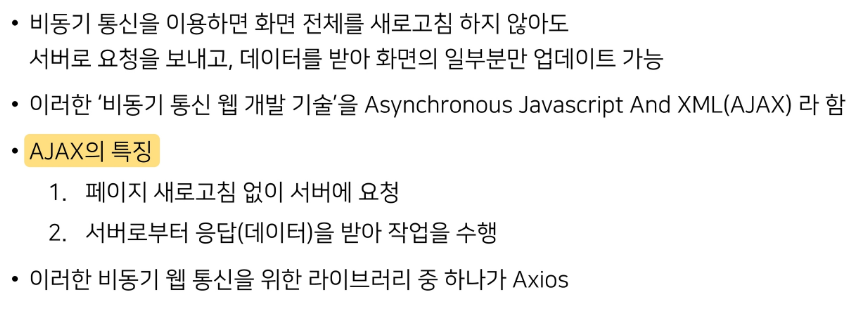 • 비동기 통신을 이용하면 화면 전체를 새로고침 하지 않아도
서버로 요청을 보내고, 데이터를 받아 화면의 일부분만 업데이트 가능
• 이러한 ‘비동기 통신 웹 개발 기술’을 Asynchronous Javascript And XML(AJAX) 라 함
• AJAX의 특징
1. 페이지 새로고침 없이 서버에 요청
2. 서버로부터 응답(데이터)을 받아 작업을 수행
• 이러한 비동기 웹 통신을 위한 라이브러리 중 하나가 Axios